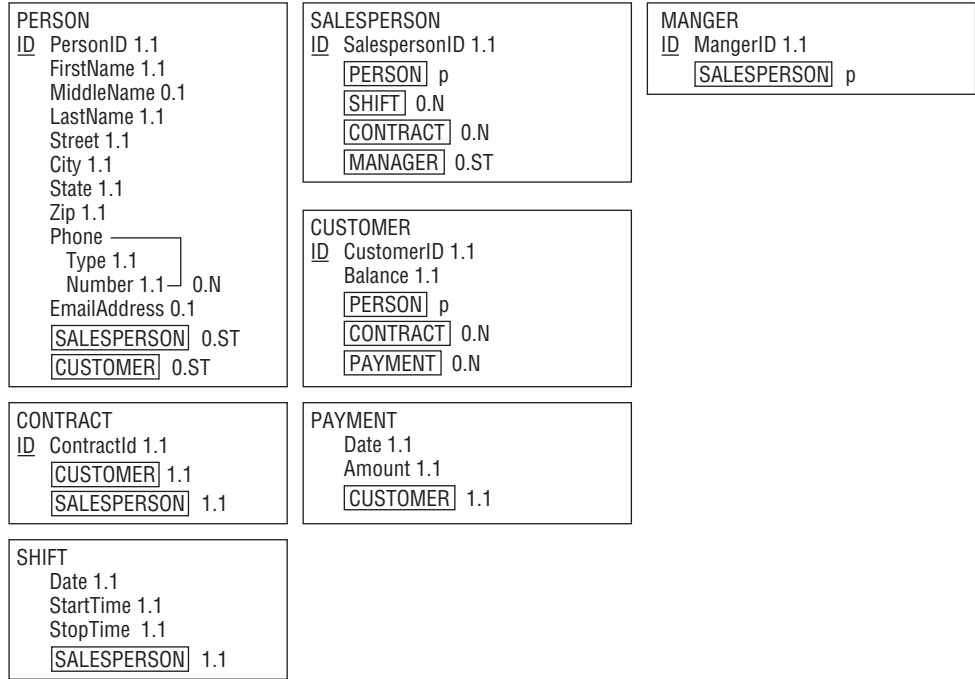 PERSON
ID PersonID 1.1
FirstName 1.1
MiddleName 0.1
LastName 1.1
Street 1.1
City 1.1
State 1.1
Zip 1.1
Phone
Type 1.1
Number 1.1 0.N
EmailAddress 0.1
SALESPERSON 0.ST
CUSTOMER 0.ST
SALESPERSON
ID SalespersonID 1.1
PERSON p
SHIFT 0.N
CONTRACT 0.N
MANAGER 0.ST
MANGER
ID MangerID 1.1
SALESPERSON p
CUSTOMER
ID CustomerID 1.1
Balance 1.1
PERSON p
CONTRACT 0.N
PAYMENT 0.N
CONTRACT
ID ContractId 1.1
CUSTOMER 1.1
SALESPERSON 1.1
PAYMENT
Date 1.1
Amount 1.1
CUSTOMER 1.1
SHIFT
Date 1.1
StartTime 1.1
StopTime 1.1
SALESPERSON 1.1